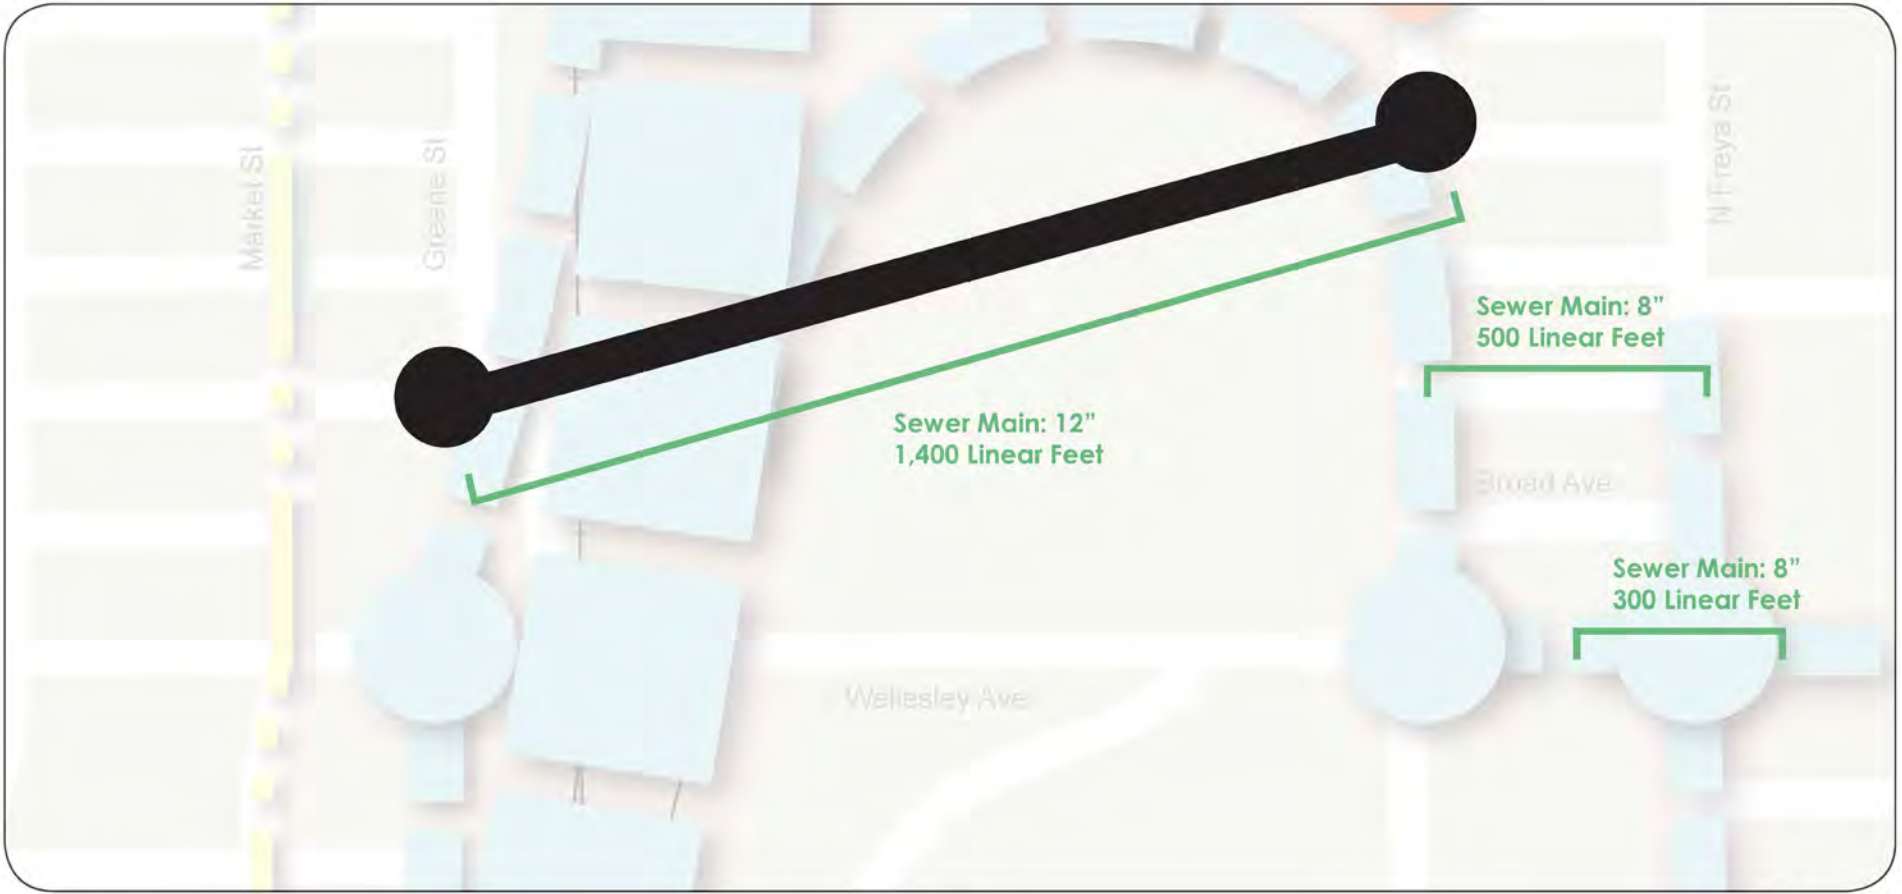 Market St
Greene St
N Freya St
Sewer Main: 8”
500 Linear Feet
Sewer Main: 12”
1,400 Linear Feet
Broad Ave
Sewer Main: 8”
300 Linear Feet
Wellesley Ave